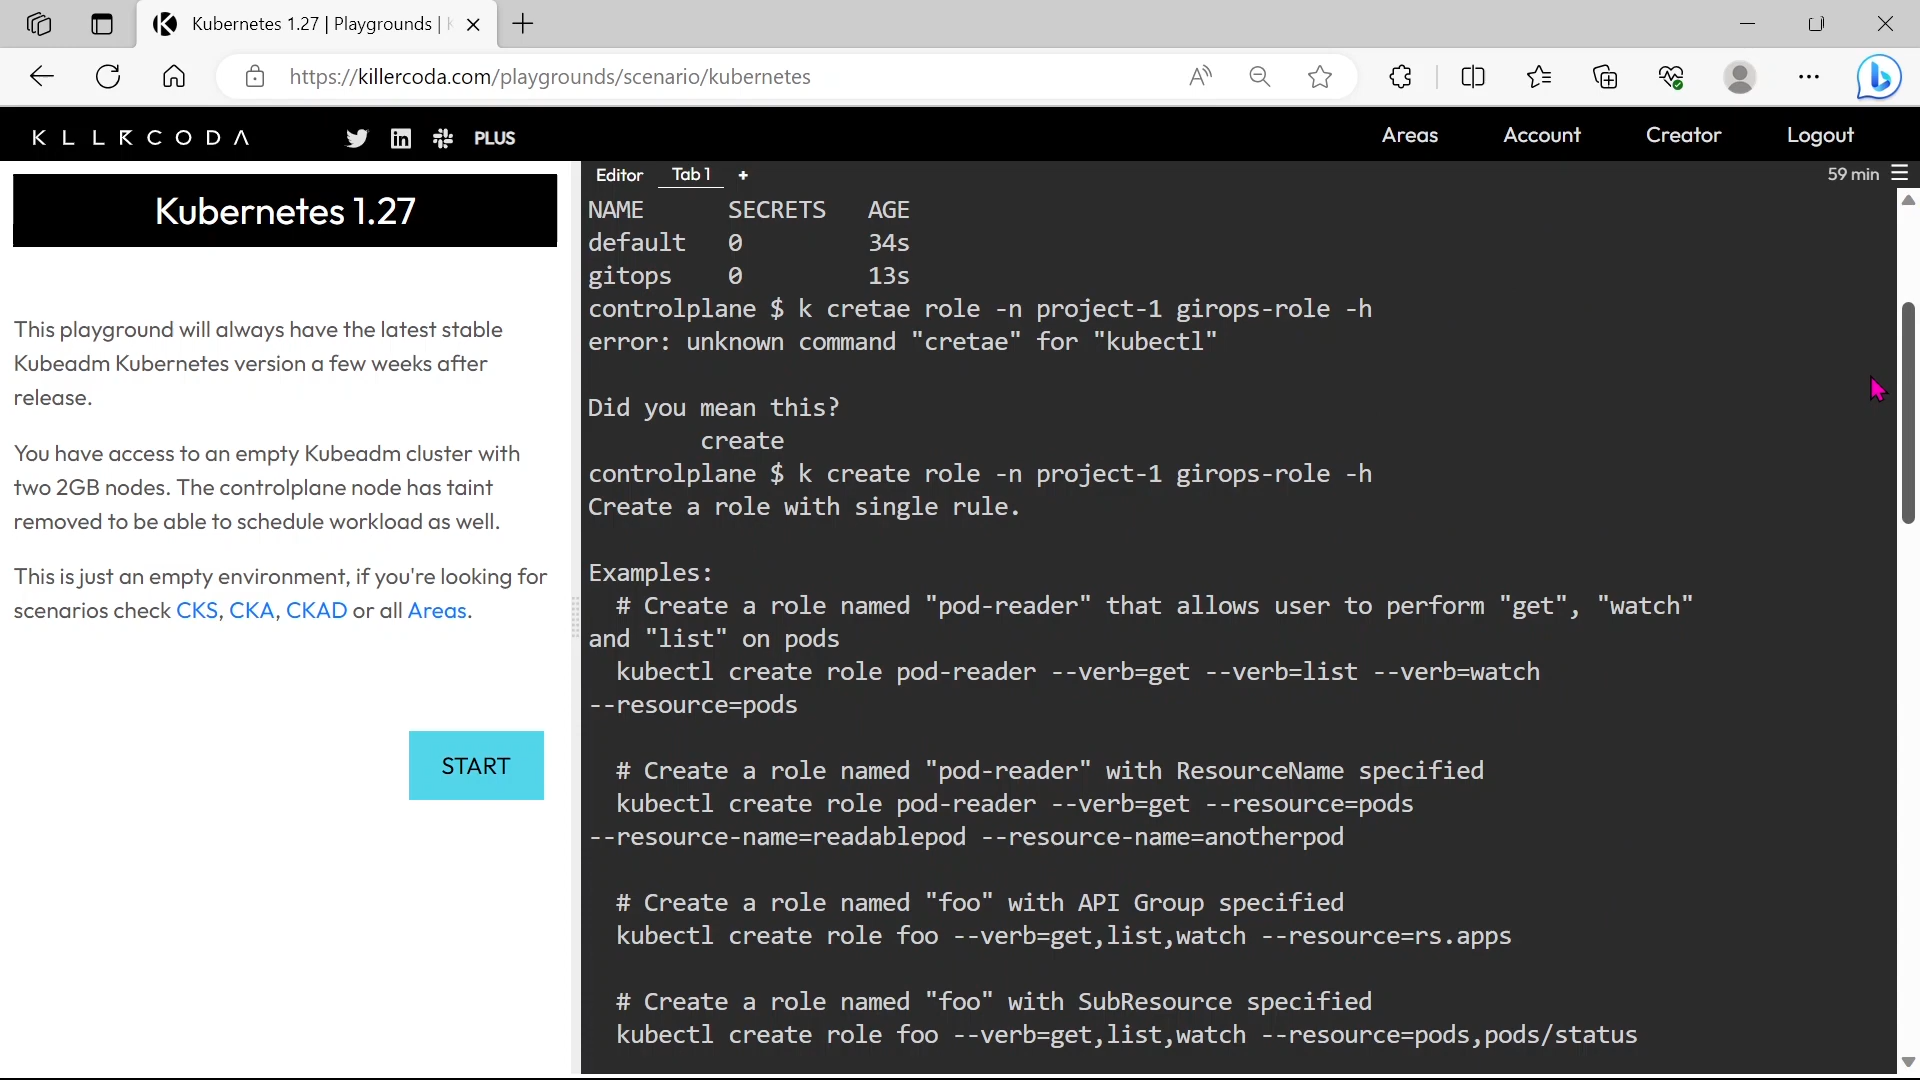 Kubernetes 1.27 | Playgrounds |
https://killercoda.com/playgrounds/scenario/kubernetes
KLLRCODA
PLUS
Areas
Account
Creator
Logout
Kubernetes 1.27
This playground will always have the latest stable
Kubeadm Kubernetes version a few weeks after
release.
You have access to an empty Kubeadm cluster with
two 2GB nodes. The controlplane node has taint
removed to be able to schedule workload as well.
This is just an empty environment, if you're looking for
scenarios check CKS, CKA, CKAD or all Areas.
START
Editor
Tab 1
+
59 min
NAME SECRETS AGE
default 0 34s
gitops 0 13s
controlplane $ k cretae role -n project-1 girops-role -h
error: unknown command "cretae" for "kubectl"
Did you mean this?
create
controlplane $ k create role -n project-1 girops-role -h
Create a role with single rule.
Examples:
# Create a role named "pod-reader" that allows user to perform "get", "watch"
and "list" on pods
kubectl create role pod-reader --verb=get --verb=list --verb=watch
--resource=pods
# Create a role named "pod-reader" with ResourceName specified
kubectl create role pod-reader --verb=get --resource=pods
--resource-name=readablepod --resource-name=anotherpod
# Create a role named "foo" with API Group specified
kubectl create role foo --verb=get,list,watch --resource=rs.apps
# Create a role named "foo" with SubResource specified
kubectl create role foo --verb=get,list,watch --resource=pods,pods/status